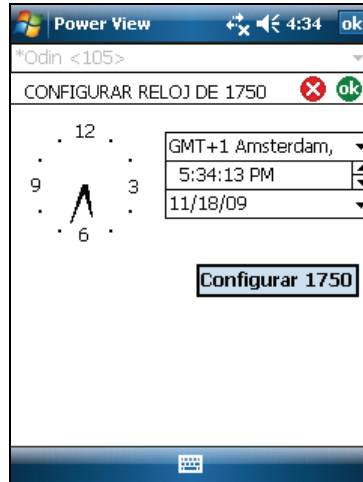 Power View 4:34 ok
*Odin <105>
CONFIGURAR RELOJ DE 1750 ok
12
9
3
6
GMT+1 Amsterdam,
5:34:13 PM
11/18/09
Configurar 1750